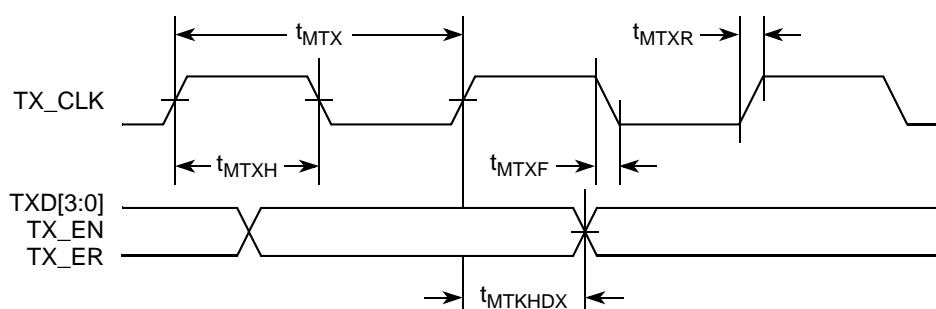 tMTX
tMTXR
TX_CLK
tMTXH
tMTXF
TXD[3:0]
TX_EN
TX_ER
tMTKHDX